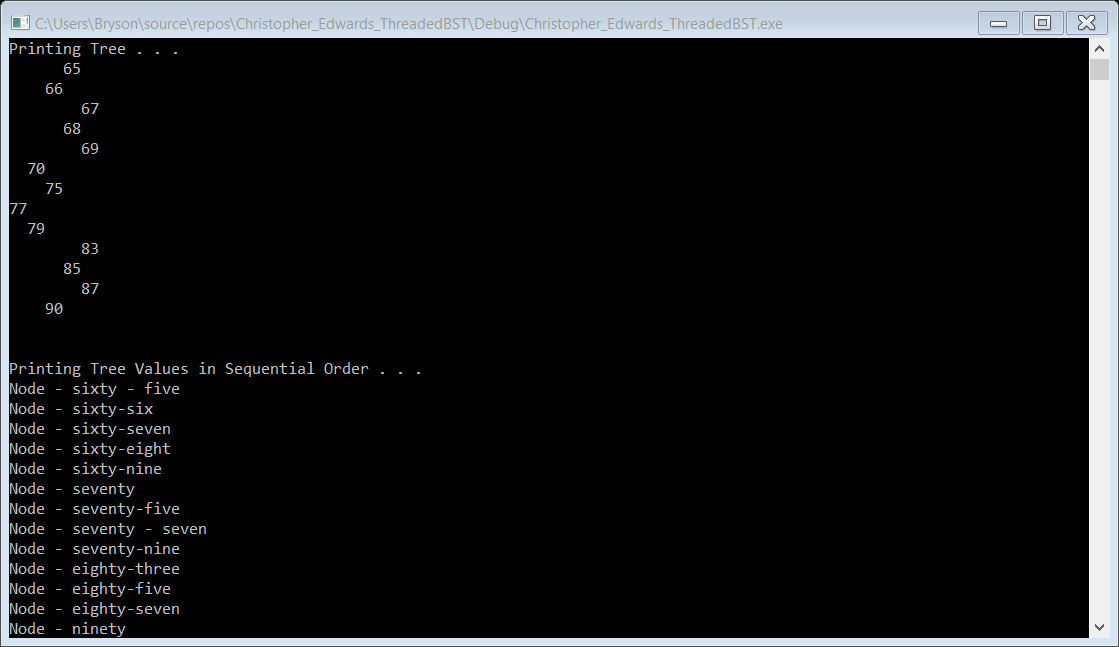 C:\Users\Bryson\source\repos\Christopher_Edwards_ThreadedBST\Debug\Christopher_Edwards_ThreadedBST.exe
Printing Tree . . .
      65
    66
        67
      68
        69
  70
    75
77
  79
        83
      85
        87
    90
Printing Tree Values in Sequential Order . . .
Node - sixty - five
Node - sixty-six
Node - sixty-seven
Node - sixty-eight
Node - sixty-nine
Node - seventy
Node - seventy-five
Node - seventy - seven
Node - seventy-nine
Node - eighty-three
Node - eighty-five
Node - eighty-seven
Node - ninety